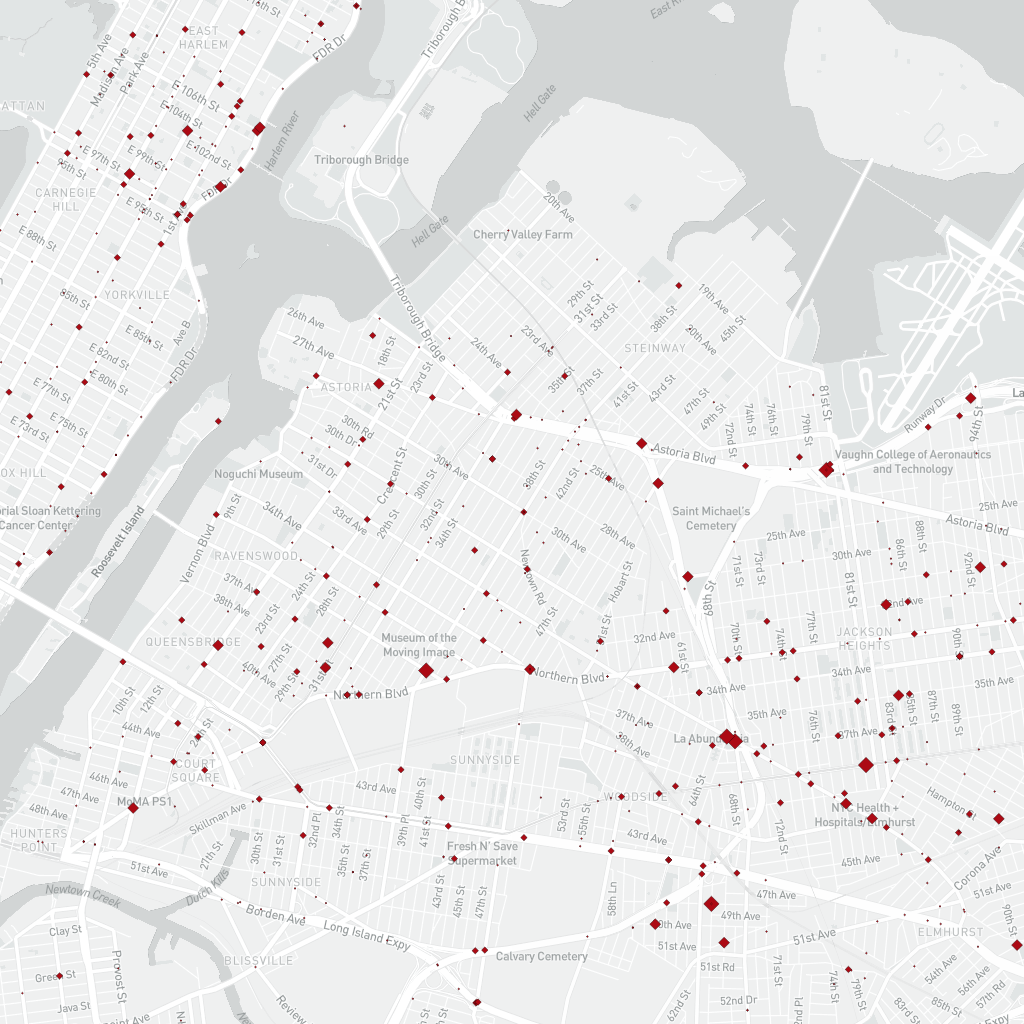 East Ri
Triborough B
EAST
HARLEM
5th Ave
Madison Ave
Park Ave
FDR Dr
E 106th St
E 104th St
E 102nd St
E 99th St
E 97th St
95th St
E 95th St
ATTAN
Harlem River
Hell Gate
Triborough Bridge
CARNEGIE
HILL
1st Ave
FDR Dr
E 88th St
20th Ave
Cherry Valley Farm
Hell Gate
YORKVILLE
85th St
Ave B
E 85th St
E 82nd St
E 80th St
E 77th St
E 73rd St
FDR Dr
Triborough Bridge
26th Ave
27th Ave
18th St
21st St
23rd St
ASTORIA
24th Ave
23rd Ave
29th St
31st St
33rd St
35th St
37th St
38th St
19th Ave
20th Ave
45th St
STEINWAY
41st St
43rd St
47th St
49th St
72nd St
74th St
76th St
79th St
81st St
Runway Dr
94th St
La
Astoria Blvd
Vaughn College of Aeronautics
and Technology
OX HILL
orial Sloan Kettering
Cancer Center
Roosevelt Island
Noguchi Museum
30th Rd
30th Dr
31st Dr
30th Ave
Crescent St
30th St
32nd St
34th St
29th St
33rd Ave
34th Ave
9th St
Vernon Blvd
38th St
42nd St
25th Ave
28th Ave
30th Ave
Saint Michael's
Cemetery
25th Ave
25th Ave
Astoria Blvd
30th Ave
86th St
88th St
92nd St
RAVENSWOOD
37th Ave
38th Ave
24th St
28th St
23rd St
27th St
29th St
31st St
40th Ave
QUEENSBRIDGE
Newtown Rd
47th St
Hobart St
51st St
32nd Ave
61st St
68th St
71st St
73rd St
81st St
32nd Ave
70th St
74th St
77th St
JACKSON
HEIGHTS
90th St
Museum of the
Moving Image
Northern Blvd
Northern Blvd
34th Ave
34th Ave
35th Ave
35th Ave
37th Ave
37th Ave
38th Ave
76th St
83rd St
85th St
87th St
89th St
La Abundancia
10th St
12th St
44th Ave
24th St
COURT
SQUARE
SUNNYSIDE
46th Ave
47th Ave
48th Ave
MoMA PS1
HUNTERS
POINT
51st Ave
Skillman Ave
21th St
Dutch Kills
30th St
31st St
32nd Pl
34th St
35th St
37th St
39th Pl
40th St
41st St
43rd Ave
Fresh N' Save
Supermarket
43rd St
45th St
47th St
53rd St
55th St
58th Ln
WOODSIDE
43rd Ave
68th St
72nd St
NYC Health +
Hospitals/Elmhurst
Hampton St
45th Ave
Corona Ave
51st Ave
47th Ave
49th Ave
50th Ave
51st Ave
51st Rd
51st Ave
ELMHURST
90th St
SUNNYSIDE
Borden Ave
Long Island Expy
Newtown Creek
Clay St
Green St
Java St
Provost St
BLISSVILLE
Review
Calvary Cemetery
62nd St
52nd Dr
71st St
74th St
79th St
83rd St
85th St
54th Ave
56th Ave
57th Rd
Expy